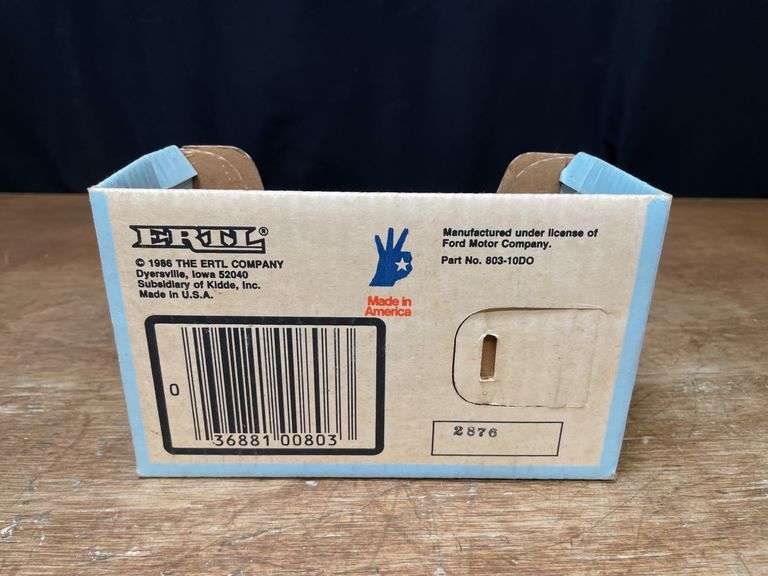 ERTL®
© 1986 THE ERTL COMPANY
Dyersville, Iowa 52040
Subsidiary of Kidde, Inc.
Made in U.S.A.
Made in
America
Manufactured under license of
Ford Motor Company.
Part No. 803-10DO
0
36881 00803
2876